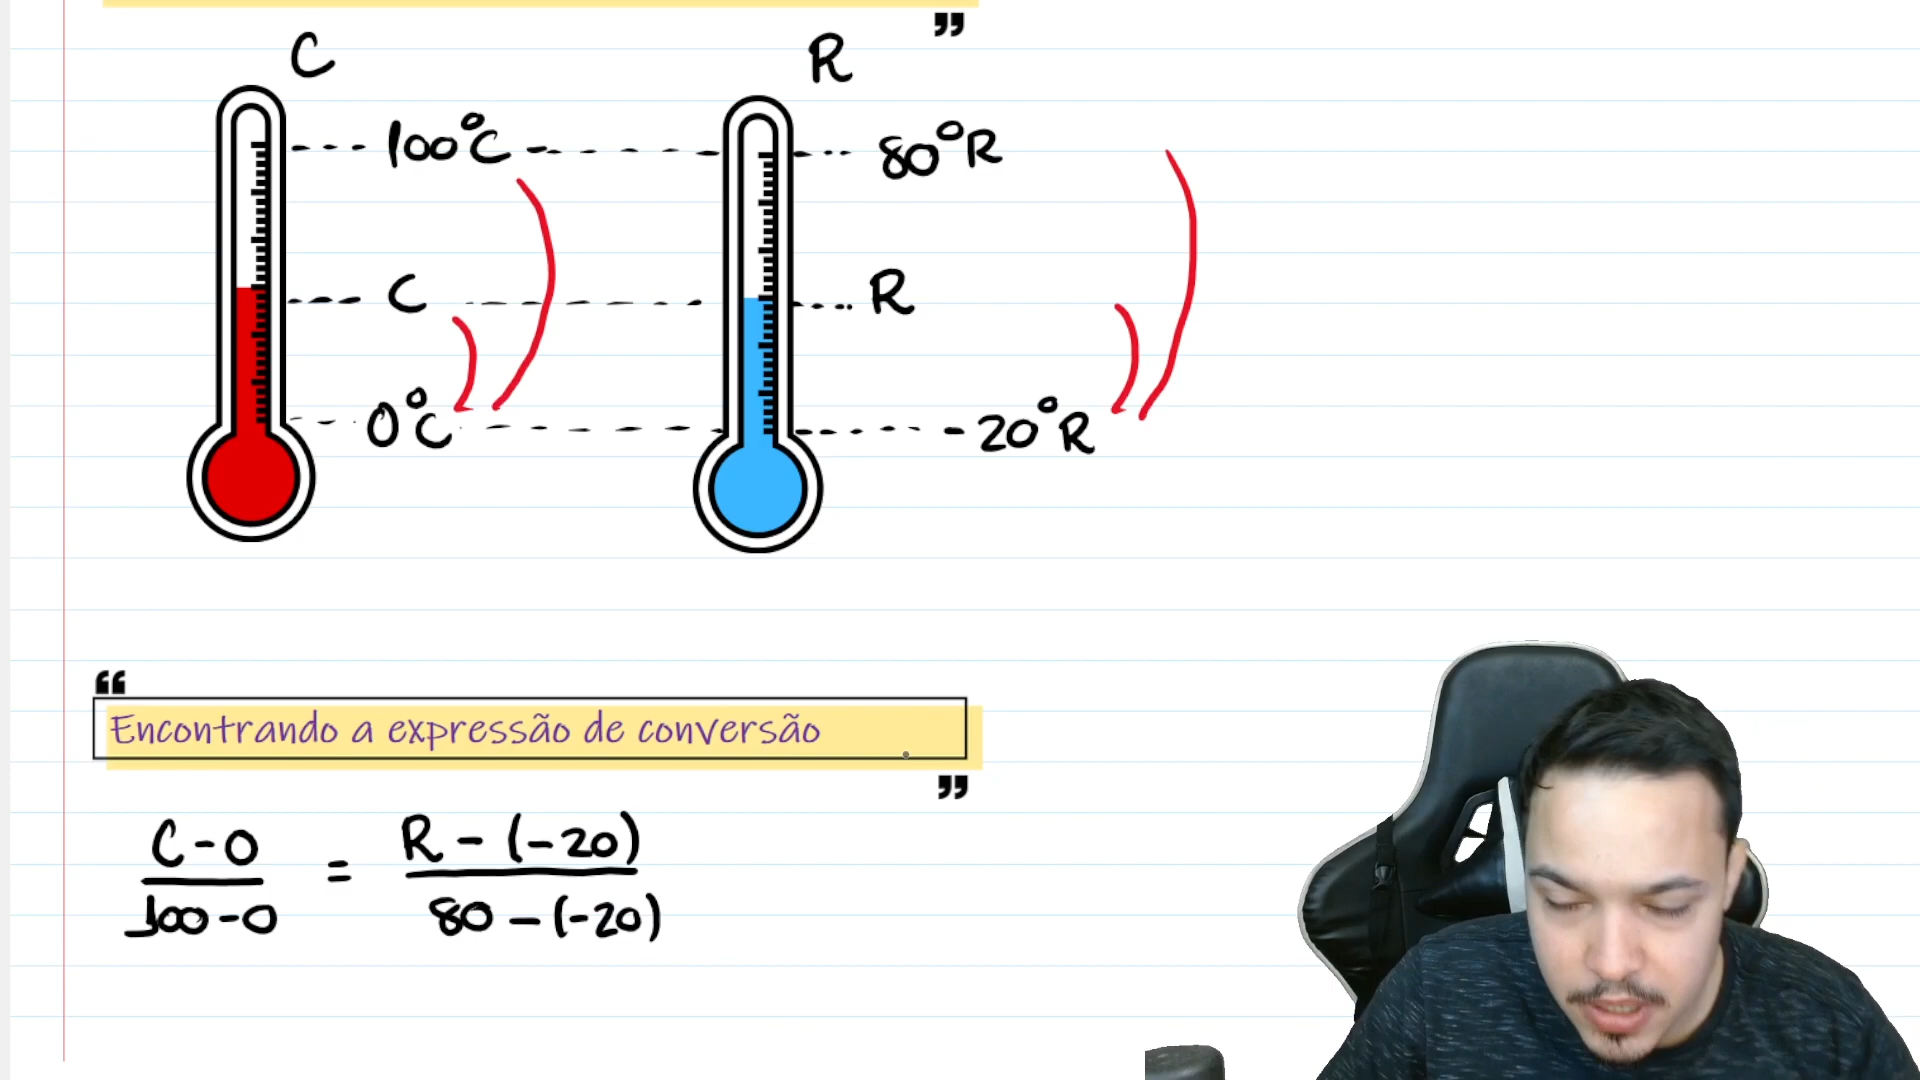 ”
C R
100°C 80°R
C R
0°C -20°R
“
Encontrando a expressão de conversão
”
C-0 = R-(-20)
100-0 80-(-20)